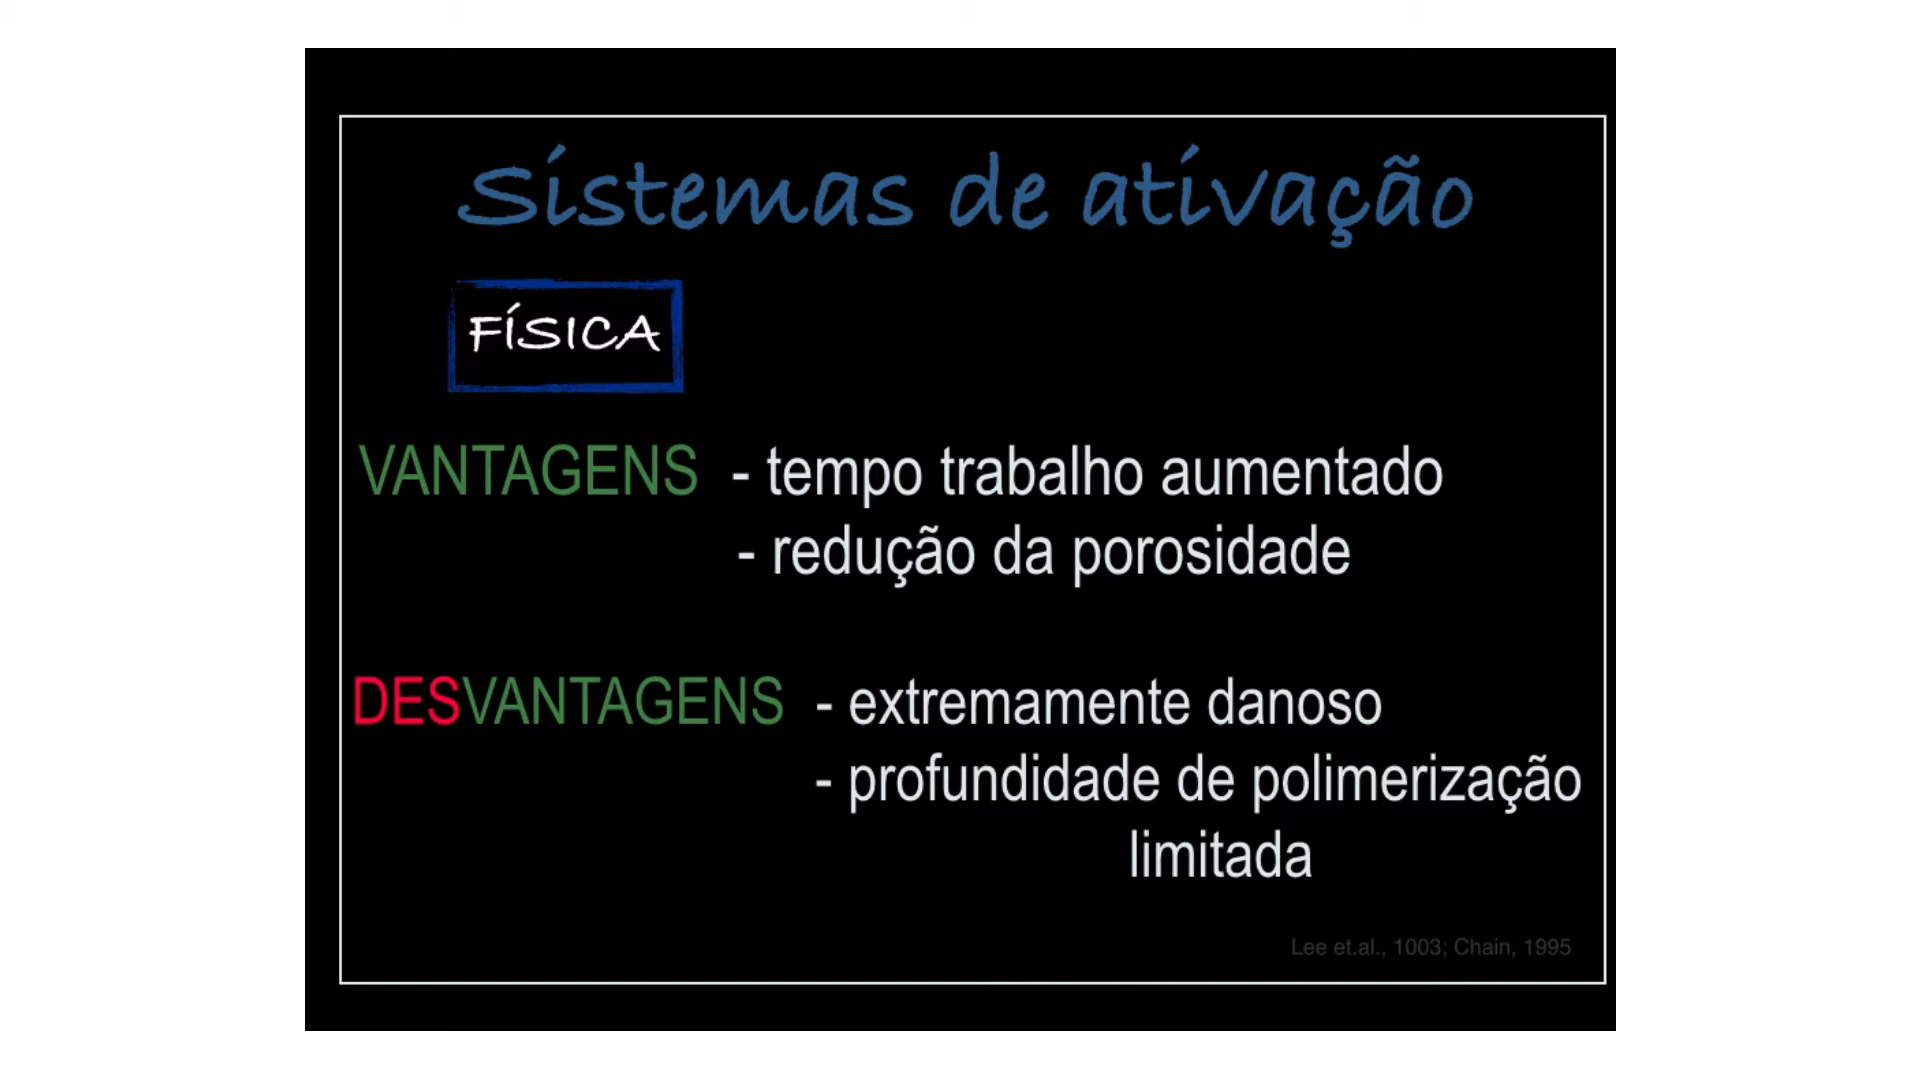 Sistemas de ativação
FÍSICA
VANTAGENS - tempo trabalho aumentado
- redução da porosidade
DESVANTAGENS - extremamente danoso
- profundidade de polimerização
limitada
Lee et.al., 1003; Chain, 1995